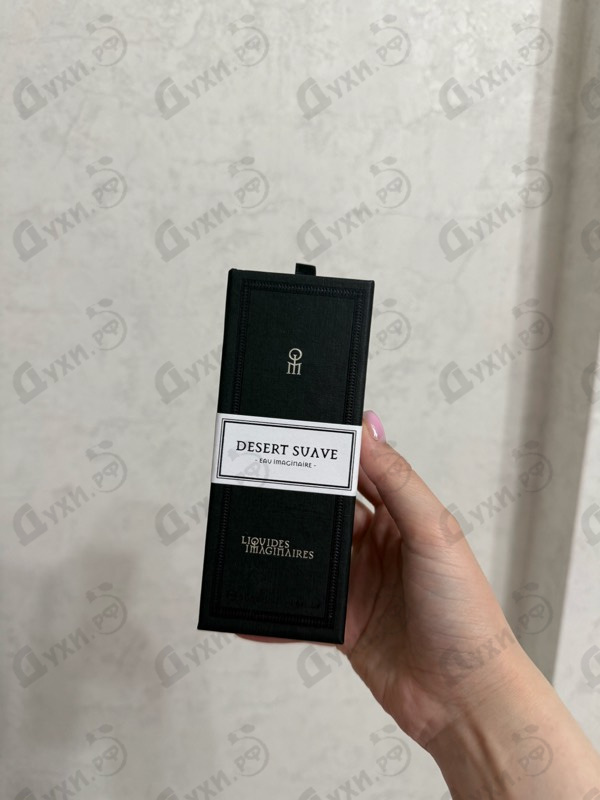 DESERT SUAVE
- EAU IMAGINAIRE -
LIQUIDES
IMAGINAIRES
Духи.рф